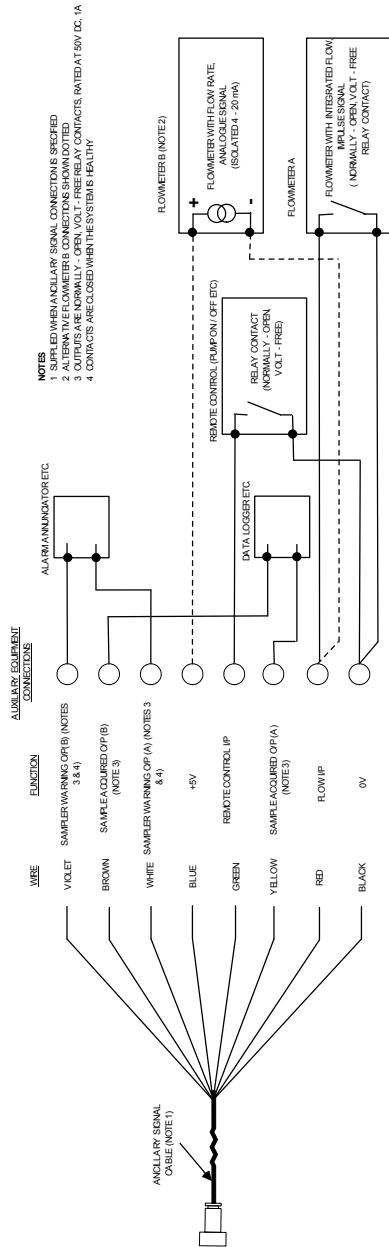 NOTES
1 SUPPLIED WHEN ANCILLARY SIGNAL CONNECTION IS SPECIFIED
2 ALTERNATIVE FLOWMETER B CONNECTIONS SHOWN DOTTED
3 OUTPUTS ARE NORMALLY - OPEN, VOLT - FREE RELAY CONTACTS, RATED AT 50V DC, 1A
4 CONTACTS ARE CLOSED WHEN THE SYSTEM IS HEALTHY
AUXILIARY EQUIPMENT
CONNECTIONS
WIRE
FUNCTION
VIOLET
SAMPLER WARNING O/P (B) (NOTES
3 & 4)
BROWN
SAMPLE ACQUIRED O/P (B)
(NOTE 3)
WHITE
SAMPLER WARNING O/P (A) (NOTES 3
& 4)
BLUE
+5V
GREEN
REMOTE CONTROL I/P
YELLOW
SAMPLE ACQUIRED O/P (A)
(NOTE 3)
RED
FLOW I/P
BLACK
0V
ANCILLARY SIGNAL
CABLE (NOTE 1)
ALARM ANNUNCIATOR ETC.
DATA LOGGER ETC.
REMOTE CONTROL (PUMP ON / OFF ETC)
RELAY CONTACT
(NORMALLY - OPEN,
VOLT - FREE)
FLOWMETER B (NOTE 2)
FLOWMETER WITH FLOW RATE,
ANALOGUE SIGNAL
(ISOLATED 4 - 20 mA)
+
-
FLOWMETER A
FLOWMETER WITH INTEGRATED FLOW,
IMPULSE SIGNAL
( NORMALLY - OPEN, VOLT - FREE
RELAY CONTACT)